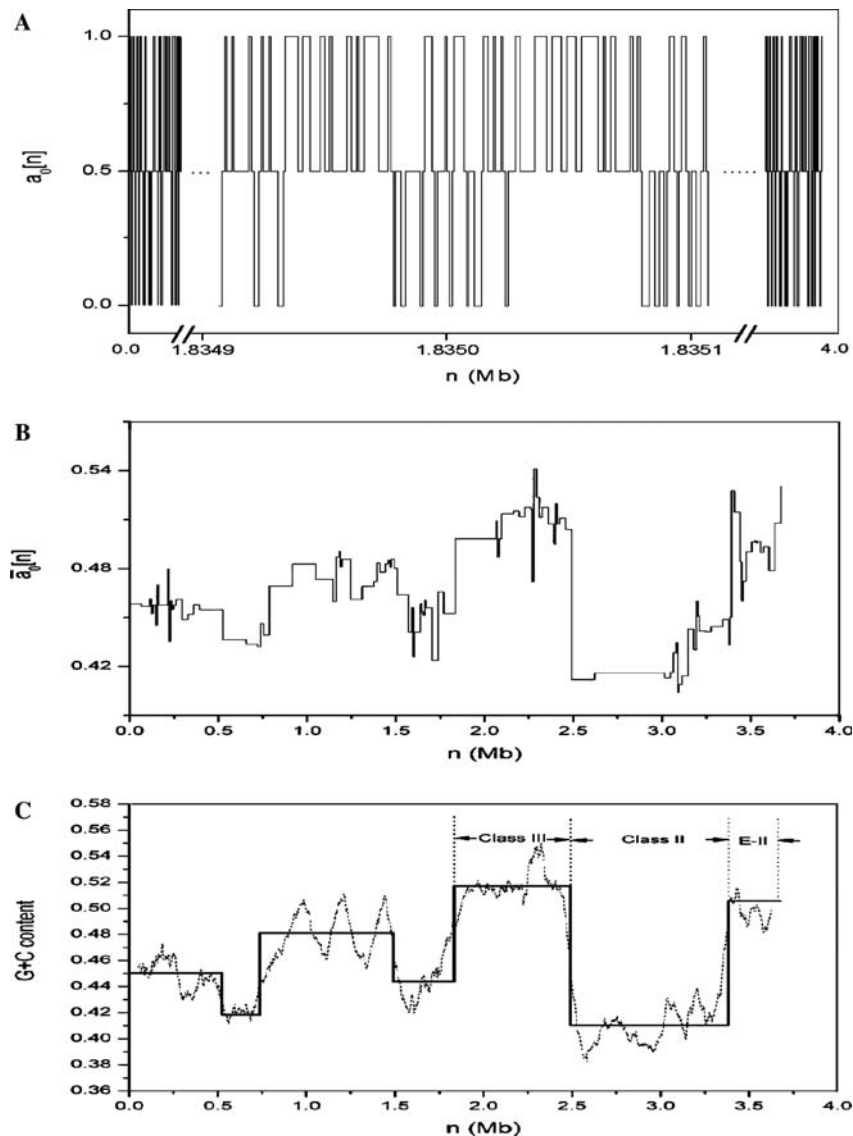 A
1.0
0.5
0.0
a₀[n]
... .....
0.0 1.8349 1.8350 1.8351 4.0
n (Mb)
B
0.54
0.48
0.42
a̅₀[n]
0.0 0.5 1.0 1.5 2.0 2.5 3.0 3.5 4.0
n (Mb)
C
0.58
0.56
0.54
0.52
0.50
0.48
0.46
0.44
0.42
0.40
0.38
0.36
G+C content
Class III Class II E-II
0.0 0.5 1.0 1.5 2.0 2.5 3.0 3.5 4.0
n (Mb)